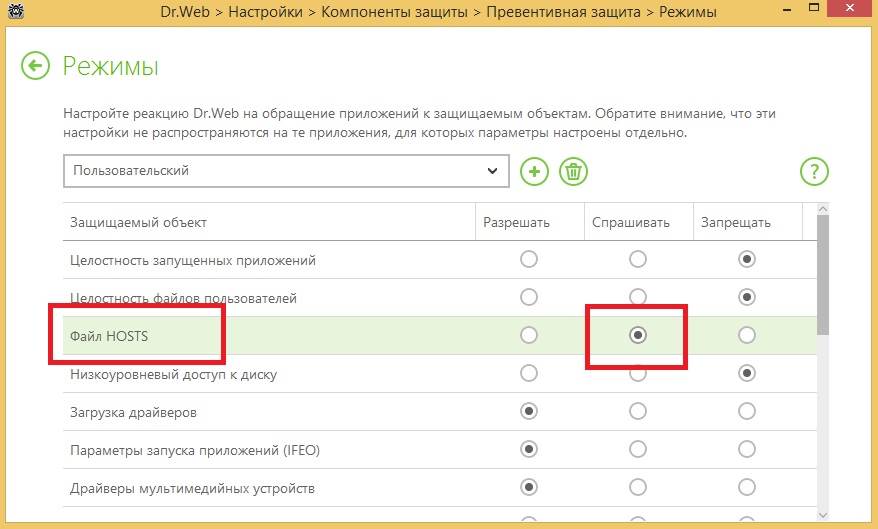 Dr.Web > Настройки > Компоненты защиты > Превентивная защита > Режимы
Режимы
Настройте реакцию Dr.Web на обращение приложений к защищаемым объектам. Обратите внимание, что эти
настройки не распространяются на те приложения, для которых параметры настроены отдельно.
Пользовательский
?
Защищаемый объект Разрешать Спрашивать Запрещать
Целостность запущенных приложений
Целостность файлов пользователей
Файл HOSTS
Низкоуровневый доступ к диску
Загрузка драйверов
Параметры запуска приложений (IFEO)
Драйверы мультимедийных устройств